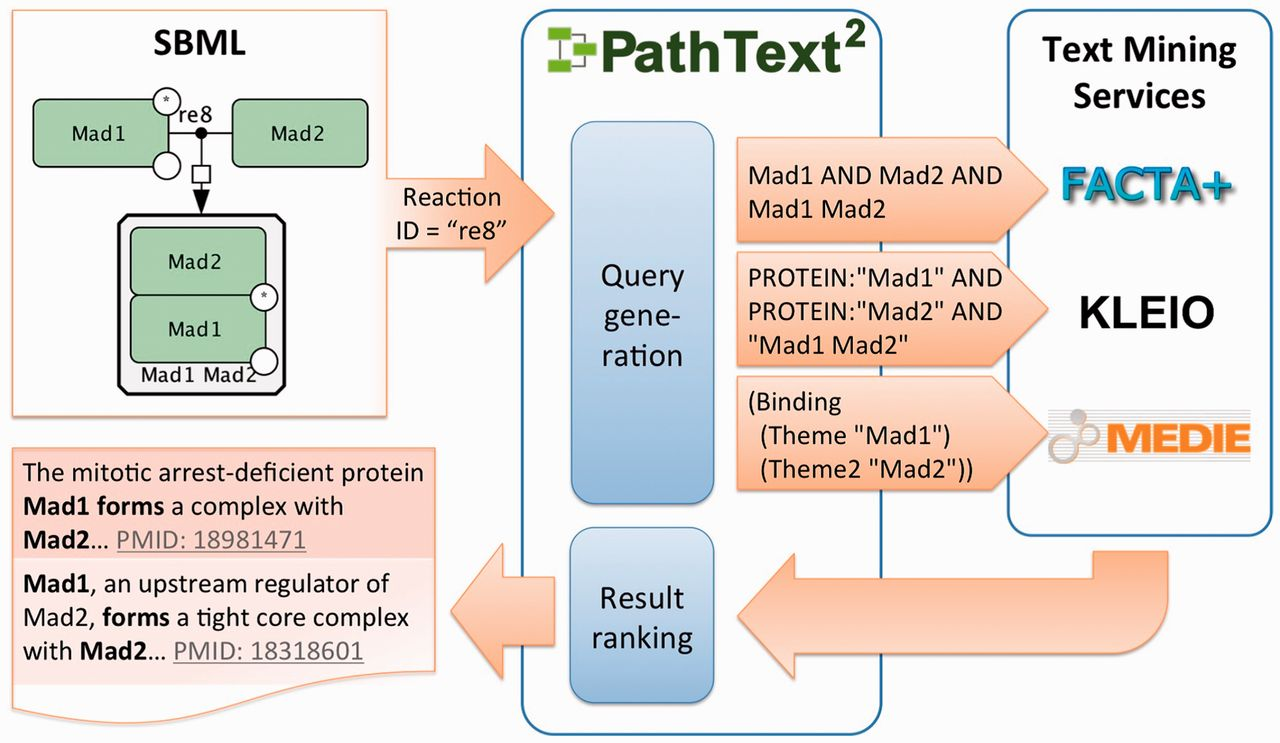 SBML
Mad1
*
re8
Mad2
Mad2
*
Mad1
Mad1 Mad2
Reaction
ID = “re8”
PathText2
Query
gene-
ration
Mad1 AND Mad2 AND
Mad1 Mad2
PROTEIN:"Mad1" AND
PROTEIN:"Mad2" AND
"Mad1 Mad2"
(Binding
(Theme "Mad1")
(Theme2 "Mad2"))
Text Mining
Services
FACTA+
KLEIO
MEDIE
Result
ranking
The mitotic arrest-deficient protein
Mad1 forms a complex with
Mad2... PMID: 18981471
Mad1, an upstream regulator of
Mad2, forms a tight core complex
with Mad2... PMID: 18318601